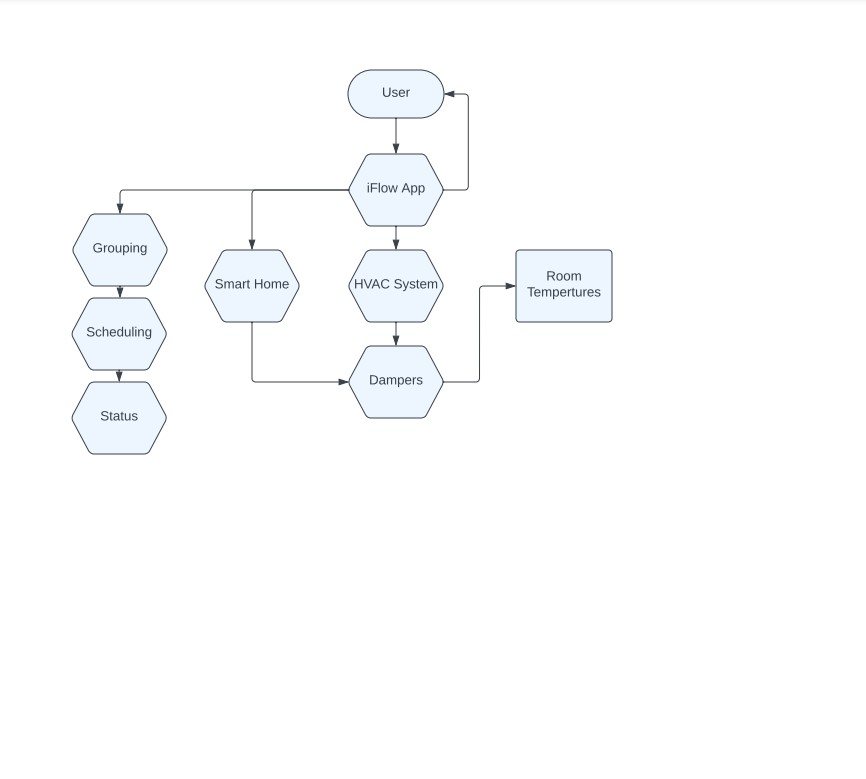 User
iFlow App
Grouping
Smart Home
HVAC System
Room
Tempertures
Scheduling
Dampers
Status